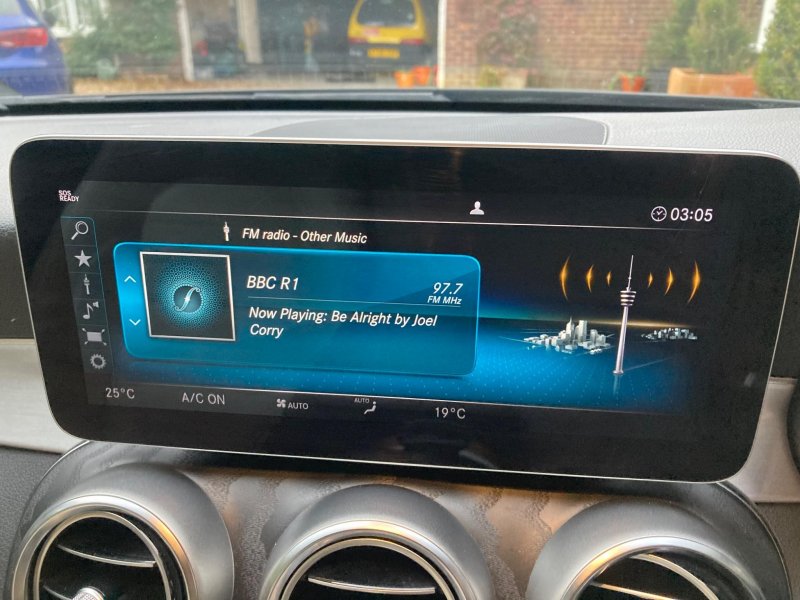 SOS
READY
03:05
FM radio - Other Music
BBC R1
97.7
FM MHz
Now Playing: Be Alright by Joel
Corry
25°C
A/C ON
AUTO
AUTO
19°C